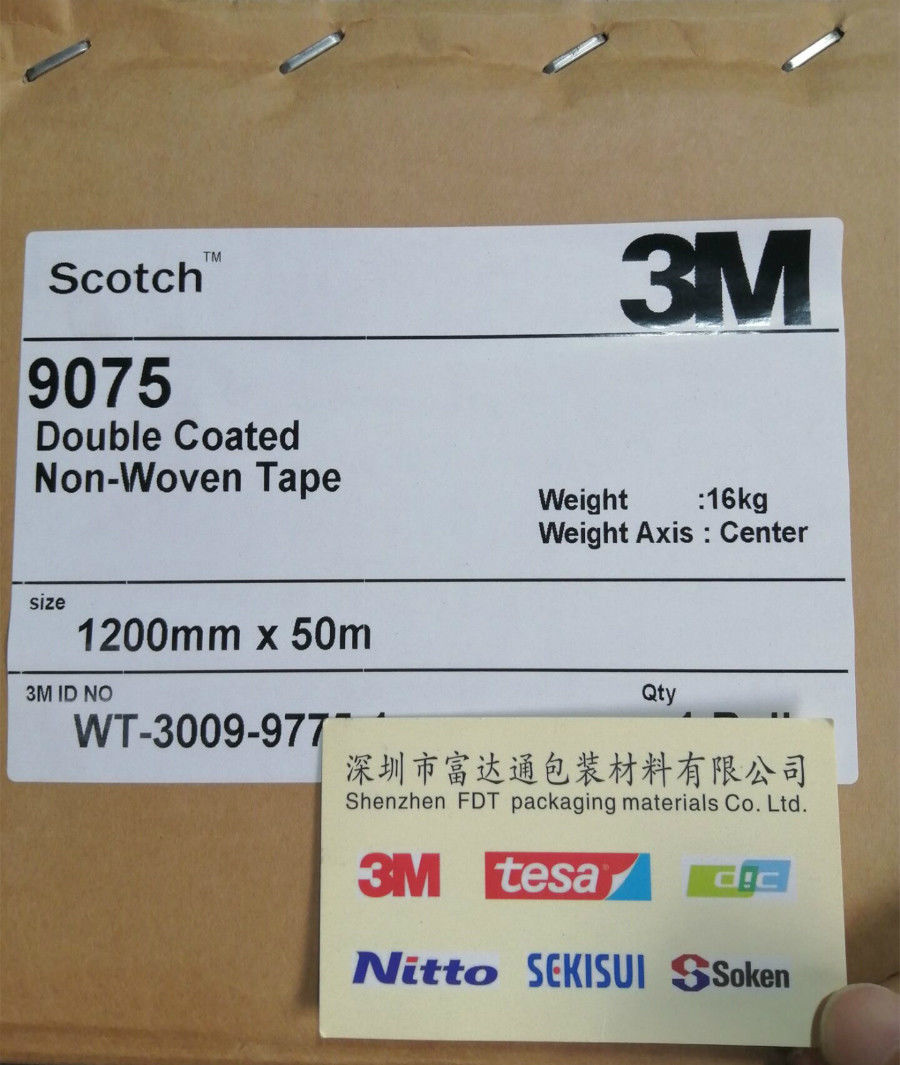 Scotch™
3M
9075
Double Coated
Non-Woven Tape
Weight :16kg
Weight Axis : Center
size
1200mm x 50m
3M ID NO
Qty
深圳市富达通包装材料有限公司
Shenzhen FDT packaging materials Co. Ltd.
3M tesa
Nitto SEKISUI Soken